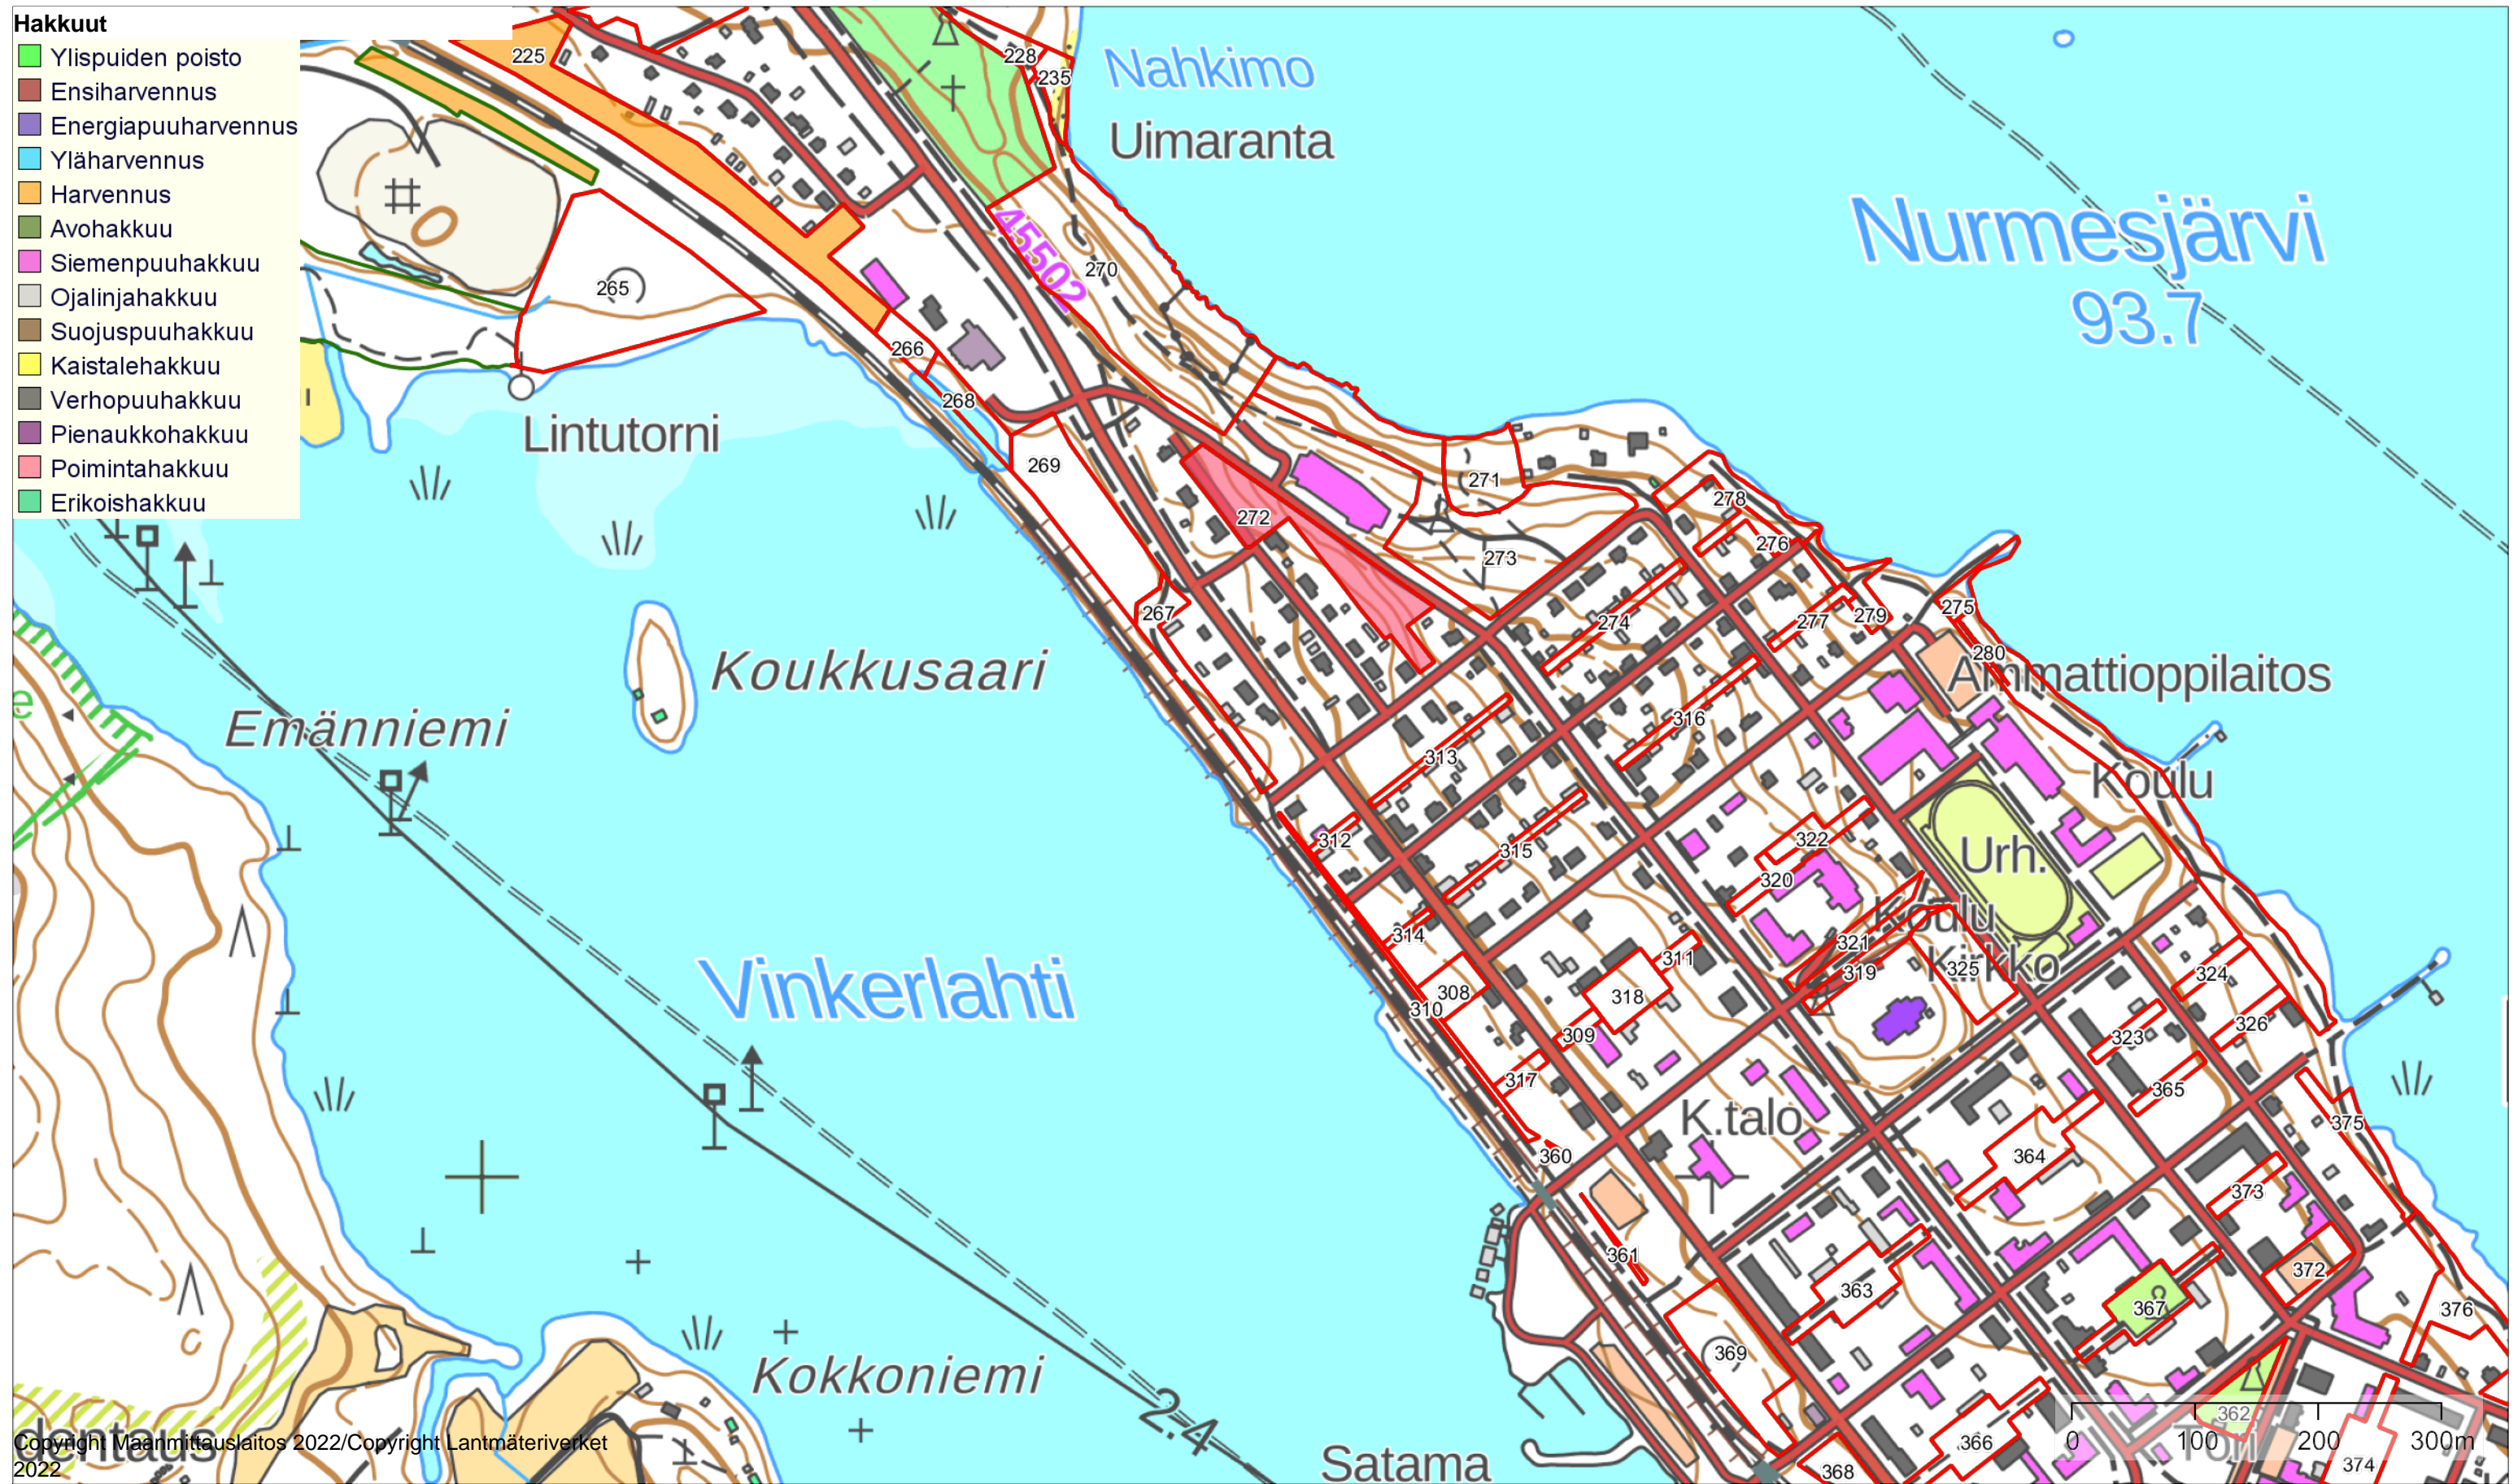 Hakkuut
Ylispuiden poisto
Ensiharvennus
Energiapuuharvennus
Yläharvennus
Harvennus
Avohakkuu
Siemenpuuhakkuu
Ojalinjahakkuu
Suojuspuuhakkuu
Kaistalehakkuu
Verhopuuhakkuu
Pienaukkohakkuu
Poimintahakkuu
Erikoishakkuu
225
228
235
Nahkimo
Uimaranta
Nurmesjärvi
93.7
45502
270
265
266
268
Lintutorni
269
271
272
273
278
276
274
277
279
275
280
267
Koukkusaari
Emänniemi
e
Ammattioppilaitos
316
313
Koulu
312
315
322
320
Urh.
Koulu
314
321
319
Kirkko
325
311
318
308
310
309
324
323
326
317
365
Vinkerlahti
K.talo
360
364
375
373
361
363
372
367
376
369
Kokkoniemi
2.4
362
Tori
366
368
374
Satama
0 100 200 300m
dentaus
Copyright Maanmittauslaitos 2022/Copyright Lantmäteriverket
2022